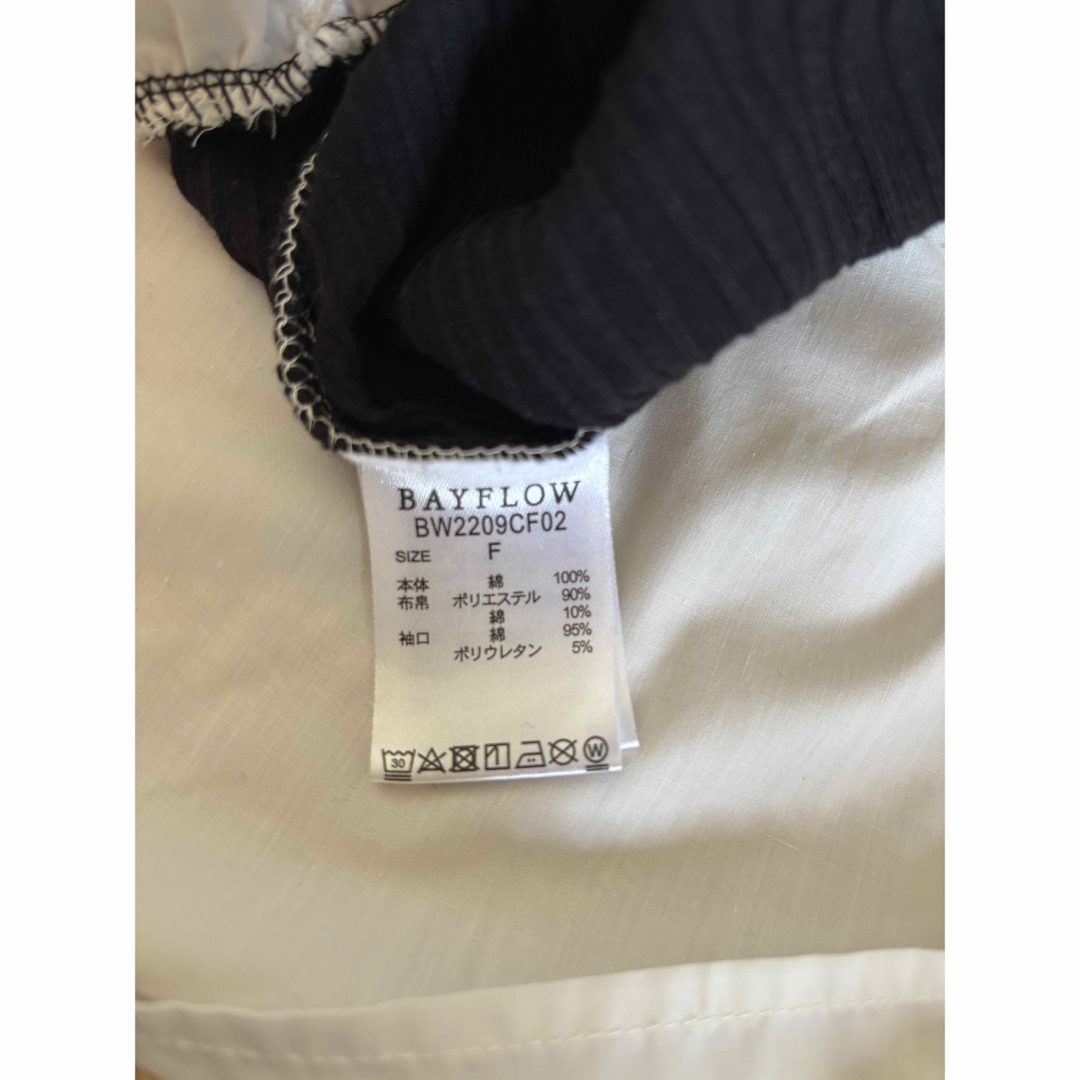 BAYFLOW
BW2209CF02
SIZE F
本体 綿 100%
布帛 ポリエステル 90%
綿 10%
袖口 綿 95%
ポリウレタン 5%
30 W